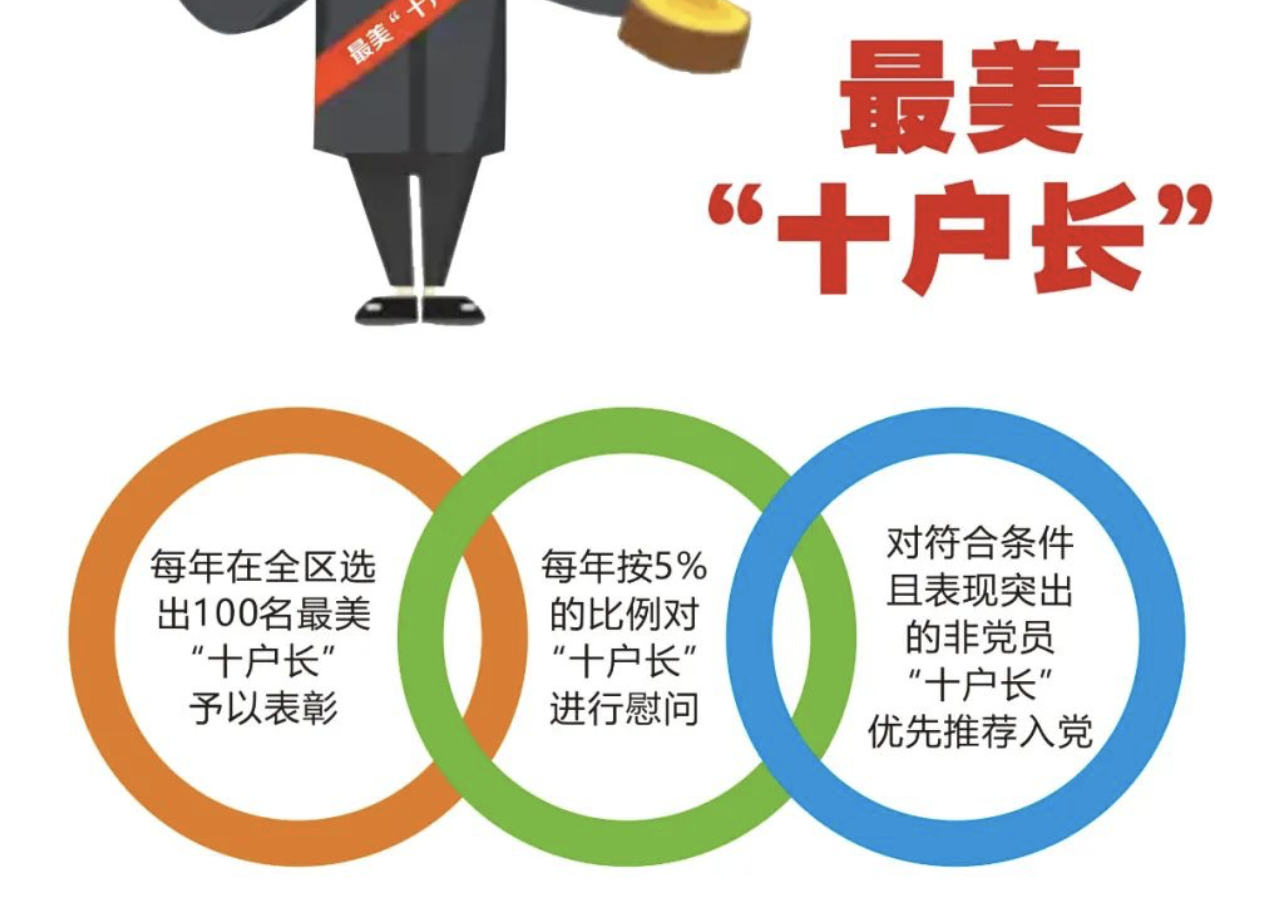 最美“十户
最美
“十户长”
每年在全区选
出100名最美
“十户长”
予以表彰
每年按5%
的比例对
“十户长”
进行慰问
对符合条件
且表现突出
的非党员
“十户长”
优先推荐入党